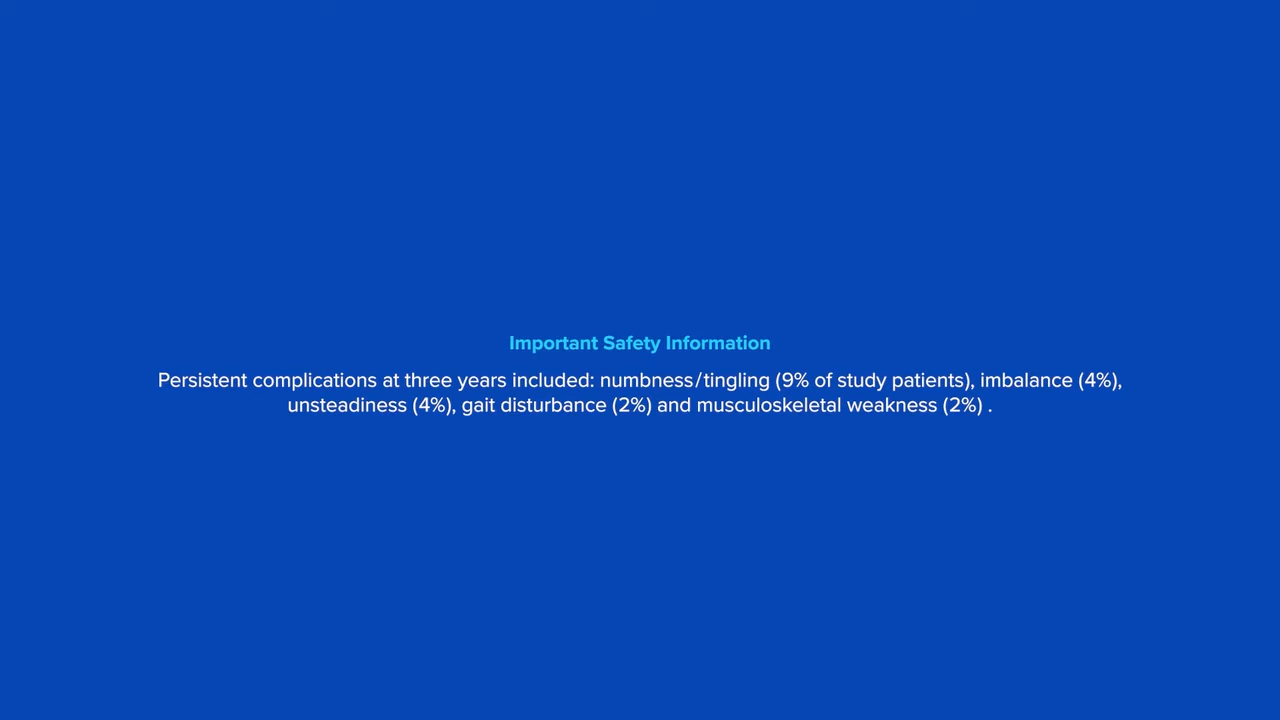 Important Safety Information
Persistent complications at three years included: numbness/tingling (9% of study patients), imbalance (4%),
unsteadiness (4%), gait disturbance (2%) and musculoskeletal weakness (2%) .